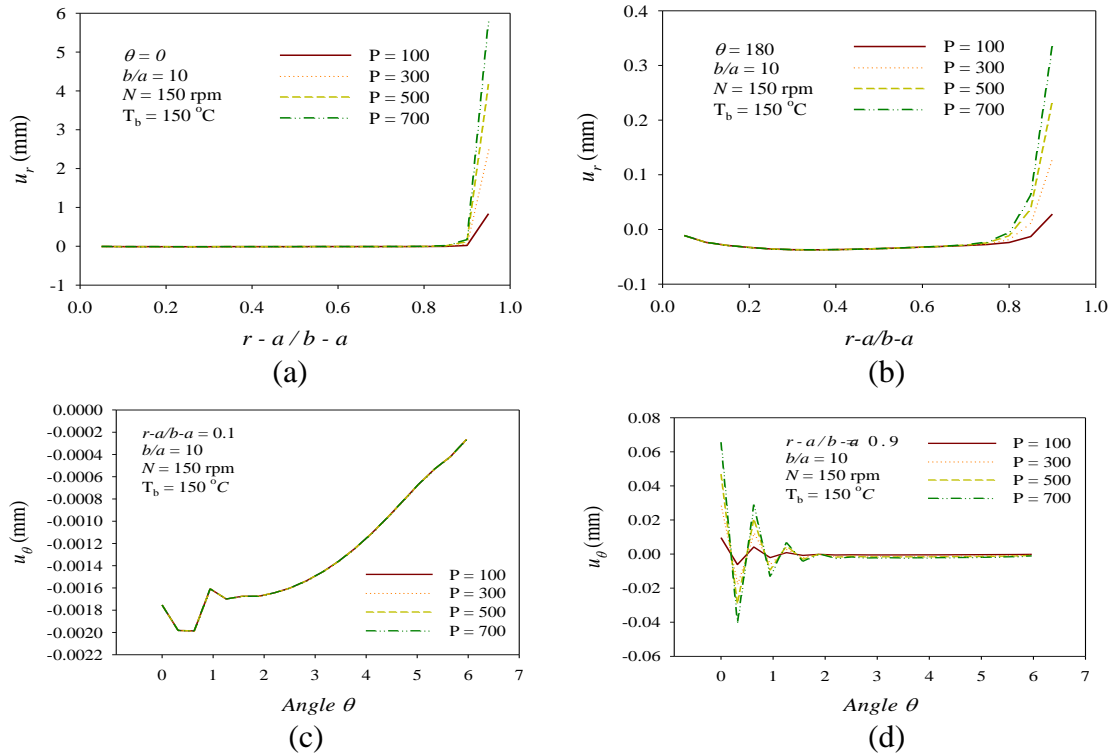 6
5
4
3
2
1
0
-1
u_r (mm)
θ = 0
b/a = 10
N = 150 rpm
T_b = 150 °C
P = 100
P = 300
P = 500
P = 700
0.0 0.2 0.4 0.6 0.8 1.0
r - a / b - a
(a)
0.4
0.3
0.2
0.1
0.0
-0.1
u_r (mm)
θ = 180
b/a = 10
N = 150 rpm
T_b = 150 °C
P = 100
P = 300
P = 500
P = 700
0.0 0.2 0.4 0.6 0.8 1.0
r-a/b-a
(b)
0.0000
-0.0002
-0.0004
-0.0006
-0.0008
-0.0010
-0.0012
-0.0014
-0.0016
-0.0018
-0.0020
-0.0022
u_θ (mm)
r-a/b-a = 0.1
b/a = 10
N = 150 rpm
T_b = 150 °C
P = 100
P = 300
P = 500
P = 700
0 1 2 3 4 5 6 7
Angle θ
(c)
0.08
0.06
0.04
0.02
0.00
-0.02
-0.04
-0.06
u_θ (mm)
r - a / b - a 0.9
b/a = 10
N = 150 rpm
T_b = 150 °C
P = 100
P = 300
P = 500
P = 700
0 1 2 3 4 5 6 7
Angle θ
(d)